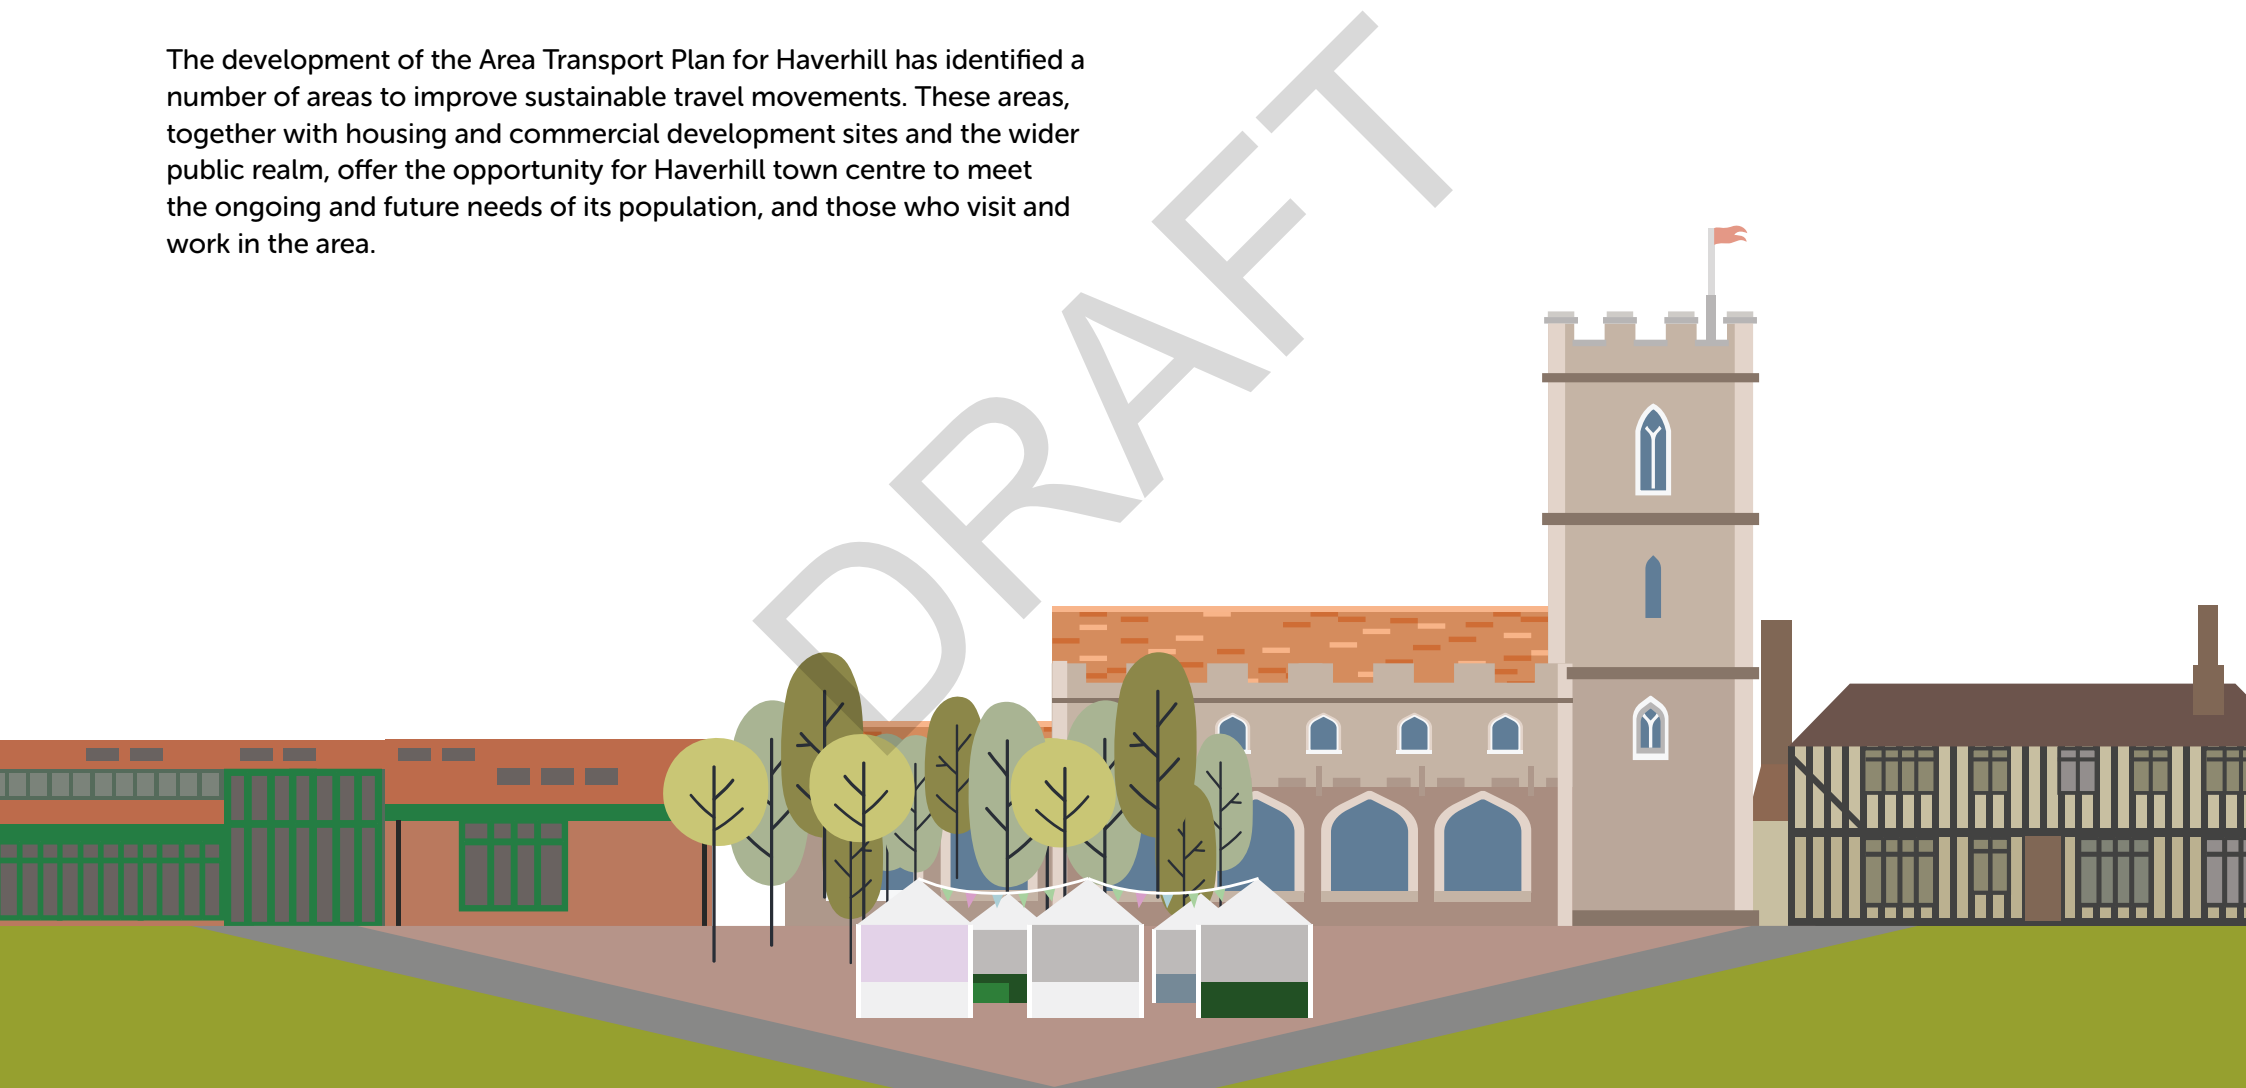 The development of the Area Transport Plan for Haverhill has identified a
number of areas to improve sustainable travel movements. These areas,
together with housing and commercial development sites and the wider
public realm, offer the opportunity for Haverhill town centre to meet
the ongoing and future needs of its population, and those who visit and
work in the area.
DRAFT